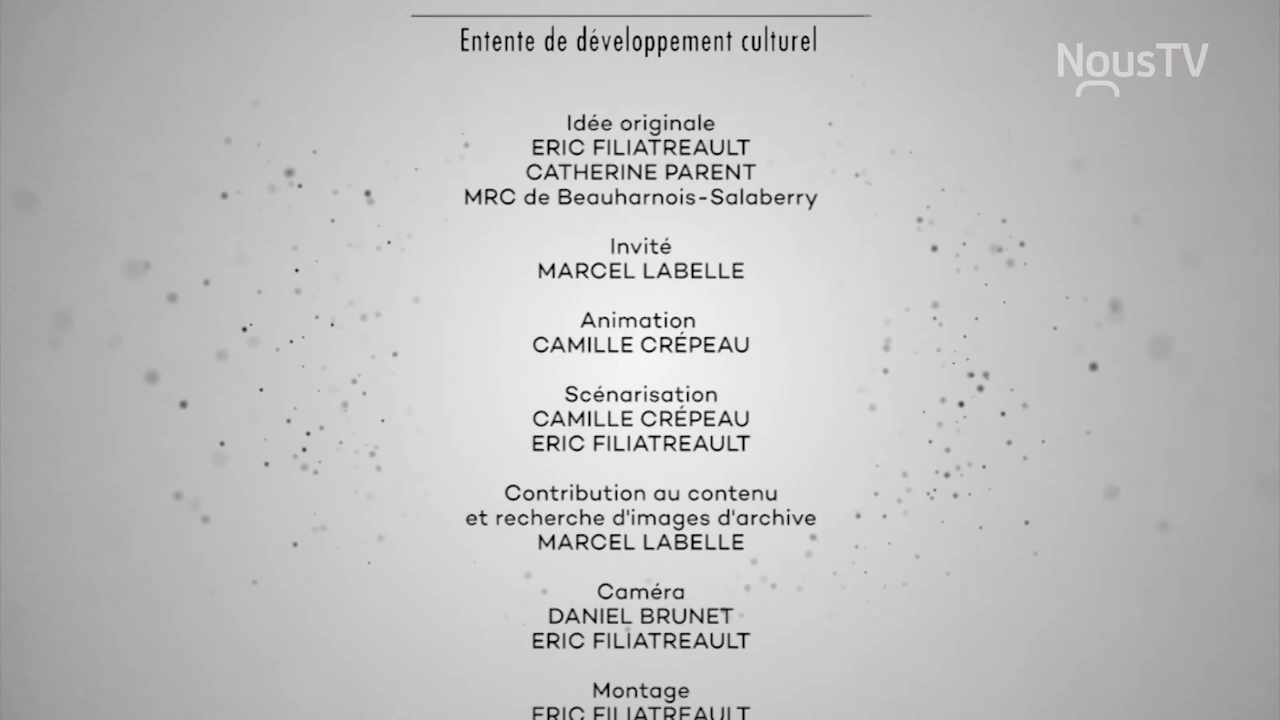 Entente de développement culturel
NousTV
Idée originale
ERIC FILIATREAULT
CATHERINE PARENT
MRC de Beauharnois-Salaberry
Invité
MARCEL LABELLE
Animation
CAMILLE CRÉPEAU
Scénarisation
CAMILLE CRÉPEAU
ERIC FILIATREAULT
Contribution au contenu
et recherche d'images d'archive
MARCEL LABELLE
Caméra
DANIEL BRUNET
ERIC FILIATREAULT
Montage
ERIC FILIATREAULT